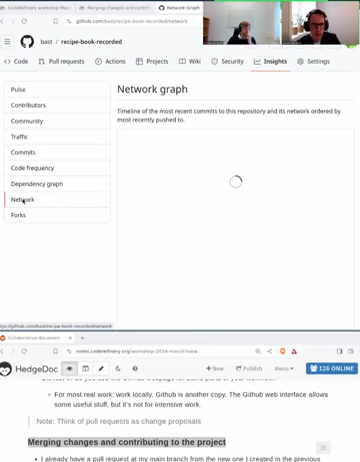 CodeRefinery workshop Mar
Merging changes and contri
Network Graph
github.com/bast/recipe-book-recorded/network
bast / recipe-book-recorded
Code
Pull requests
Actions
Projects
Wiki
Security
Insights
Settings
Pulse
Contributors
Community
Traffic
Commits
Code frequency
Dependency graph
Network
Forks
Network graph
Timeline of the most recent commits to this repository and its network ordered by
most recently pushed to.
github.com/bast/recipe-book-recorded/network
Collaborative document
notes.coderefinery.org/workshop-2024-march?view
HedgeDoc
+ New
Publish
Menu
126 ONLINE
For most real work: work locally, Github is another copy. The Github web interface allows
some useful stuff, but it's not for intensive work.
Note: Think of pull requests as change proposals
Merging changes and contributing to the project
I already have a pull request at my main branch from the new one I created in the previous